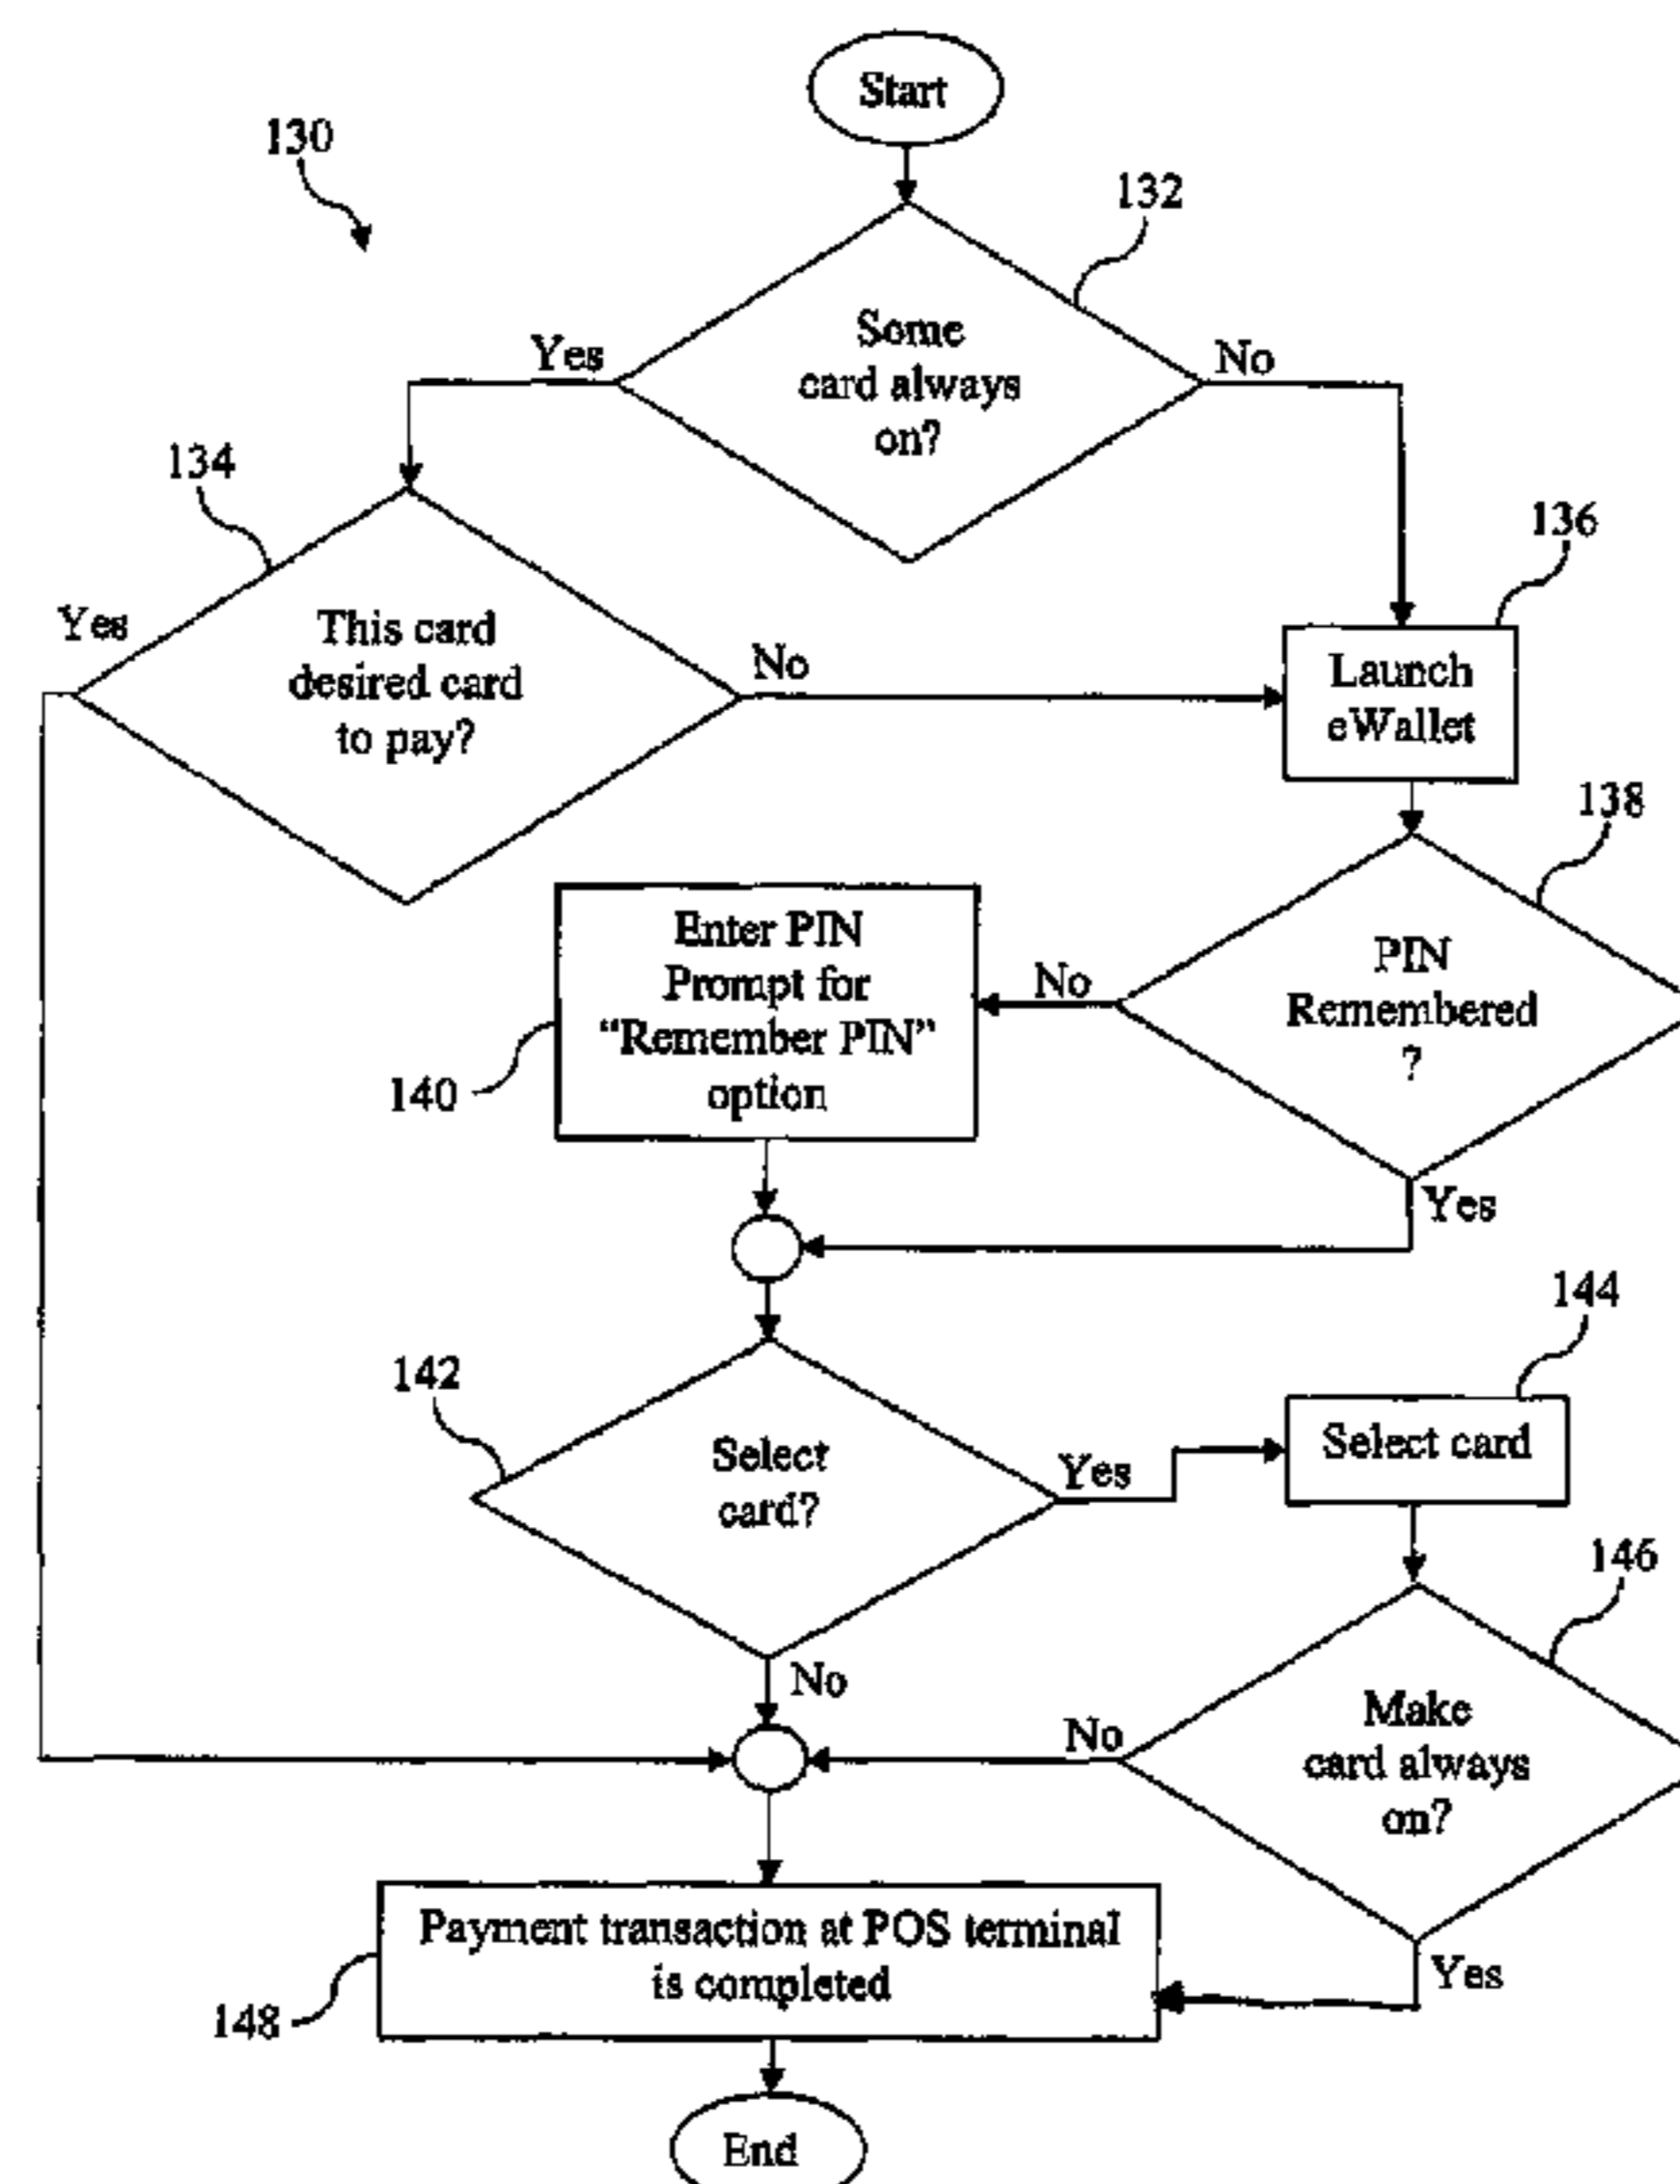 Start
130
132
Some
card always
on?
Yes
No
134
136
Yes
This card
desired card
to pay?
No
Launch
eWallet
138
Enter PIN
Prompt for
“Remember PIN”
option
No
PIN
Remembered
?
140
Yes
144
142
Select
card?
Yes
Select card
146
No
No
Make
card always
on?
Payment transaction at POS terminal
is completed
Yes
148
End